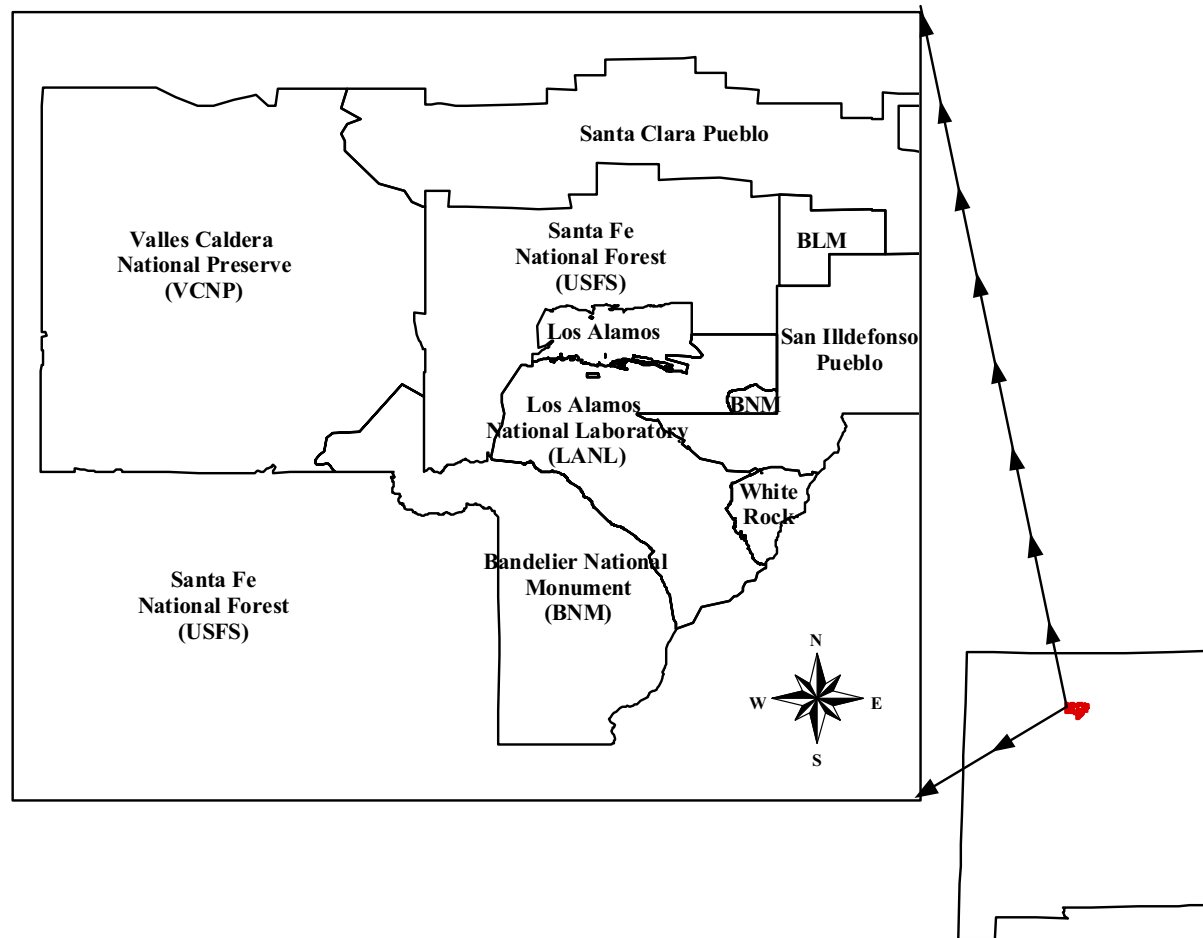 Santa Clara Pueblo
Valles Caldera
National Preserve
(VCNP)
Santa Fe
National Forest
(USFS)
BLM
Los Alamos
San Illdefonso
Pueblo
BNM
Los Alamos
National Laboratory
(LANL)
White
Rock
Bandelier National
Monument
(BNM)
Santa Fe
National Forest
(USFS)
N
W
E
S